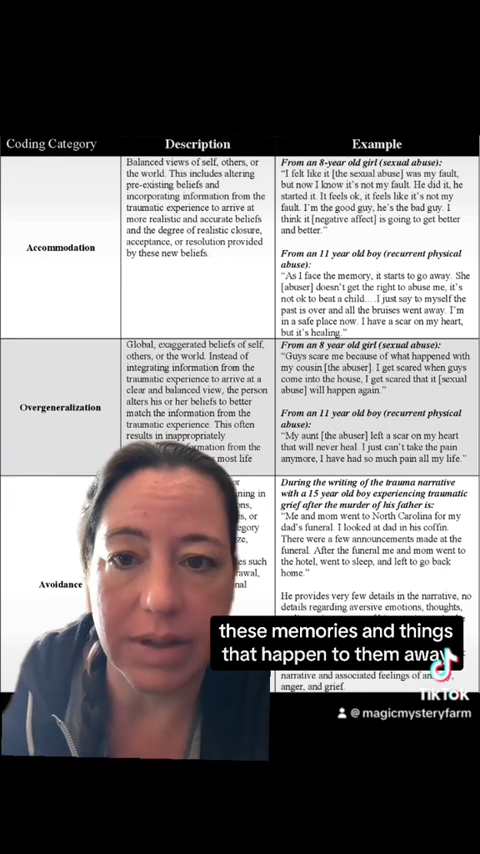 Coding Category Description Example
Accommodation
Balanced views of self, others, or
the world. This includes altering
pre-existing beliefs and
incorporating information from the
traumatic experience to arrive at
more realistic and accurate beliefs
and the degree of realistic closure,
acceptance, or resolution provided
by these new beliefs.
From an 8-year old girl (sexual abuse):
“I felt like it [the sexual abuse] was my fault,
but now I know it’s not my fault. He did it, he
started it. It feels ok, it feels like it’s not my
fault. I’m the good guy, he’s the bad guy. I
think it [negative affect] is going to get better
and better.”
From an 11 year old boy (recurrent physical
abuse):
“As I face the memory, it starts to go away. She
[abuser] doesn’t get the right to abuse me, it’s
not ok to beat a child….I just say to myself the
past is over and all the bruises went away. I’m
in a safe place now. I have a scar on my heart,
but it’s healing.”
Overgeneralization
Global, exaggerated beliefs of self,
others, or the world. Instead of
integrating information from the
traumatic experience to arrive at a
clear and balanced view, the person
alters his or her beliefs to better
match the information from the
traumatic experience. This often
results in inappropriately
formation from the
most life
From an 8 year old girl (sexual abuse):
“Guys scare me because of what happened with
my cousin [the abuser]. I get scared when guys
come into the house, I get scared that it [sexual
abuse] will happen again.”
From an 11 year old boy (recurrent physical
abuse):
“My aunt [the abuser] left a scar on my heart
that will never heal. I just can’t take the pain
anymore, I have had so much pain all my life.”
Avoidance
or
ning in
ons,
s, or
egory
ze,
es such
rawal,
nal
During the writing of the trauma narrative
with a 15 year old boy experiencing traumatic
grief after the murder of his father is:
“Me and mom went to North Carolina for my
dad’s funeral. I looked at dad in his coffin.
There were a few announcements made at the
funeral. After the funeral me and mom went to
the hotel, went to sleep, and left to go back
home.”
He provides very few details in the narrative, no
details regarding aversive emotions, thoughts,
these memories and things
that happen to them away
narrative and associated feelings of
anger, and grief.
TikTok
@magicmysteryfarm